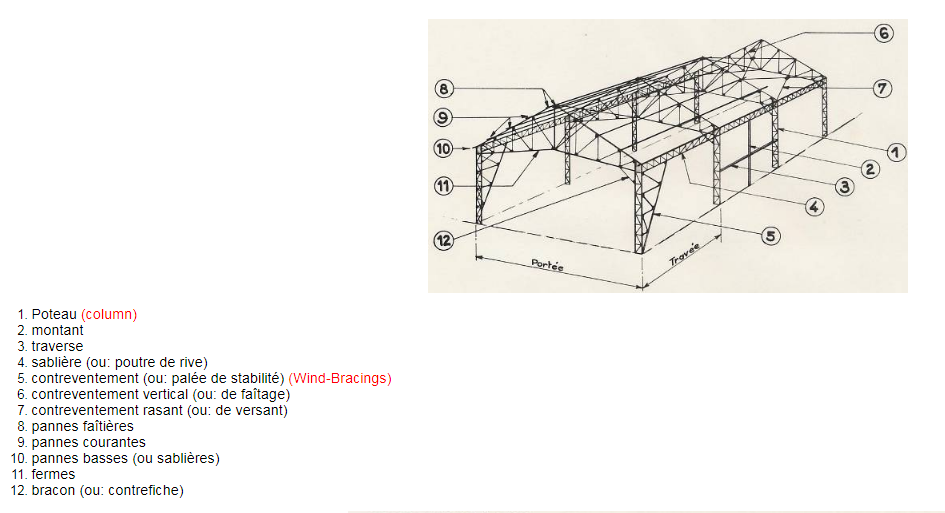 6
8
7
9
10
1
2
11
3
4
12
5
Portée
Travée
1. Poteau (column)
2. montant
3. traverse
4. sablière (ou: poutre de rive)
5. contreventement (ou: palée de stabilité) (Wind-Bracings)
6. contreventement vertical (ou: de faîtage)
7. contreventement rasant (ou: de versant)
8. pannes faîtières
9. pannes courantes
10. pannes basses (ou sablières)
11. fermes
12. bracon (ou: contrefiche)